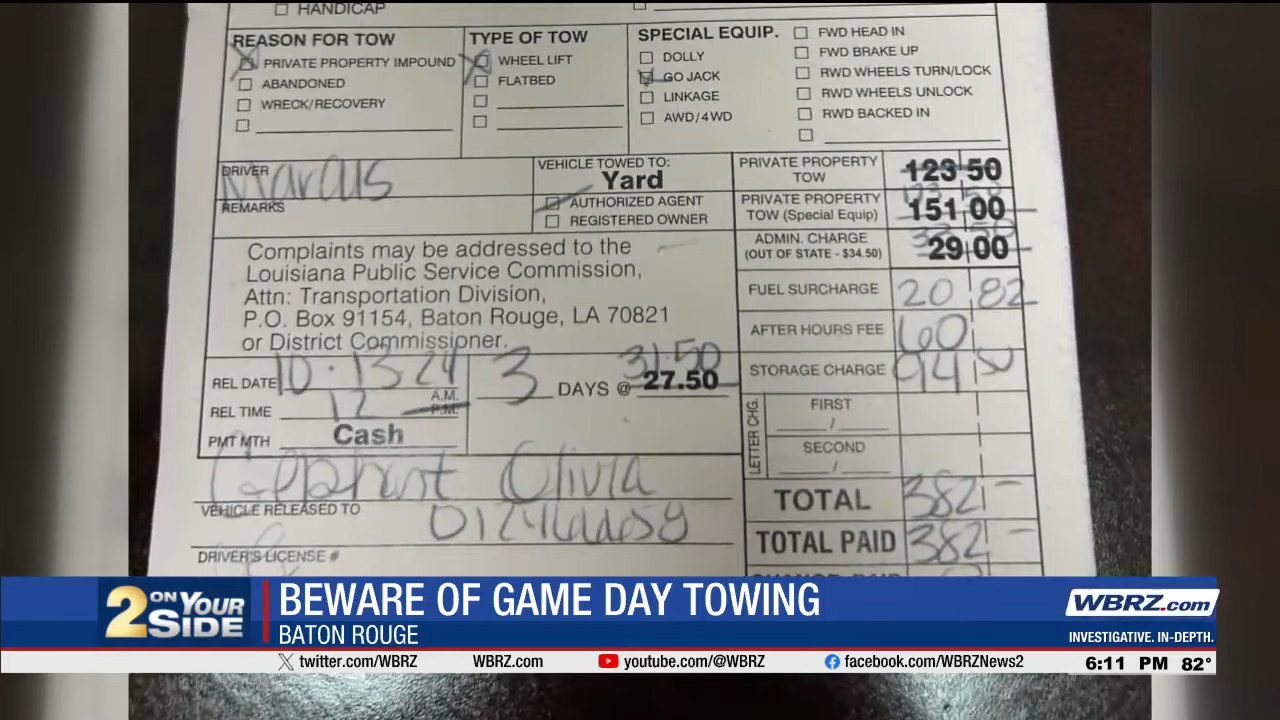 HANDICAP
REASON FOR TOW
PRIVATE PROPERTY IMPOUND
ABANDONED
WRECK/RECOVERY
TYPE OF TOW
WHEEL LIFT
FLATBED
SPECIAL EQUIP.
DOLLY
GO JACK
LINKAGE
AWD/4WD
FWD HEAD IN
FWD BRAKE UP
RWD WHEELS TURN/LOCK
RWD WHEELS UNLOCK
RWD BACKED IN
DRIVER
Marcus
REMARKS
VEHICLE TOWED TO:
Yard
AUTHORIZED AGENT
REGISTERED OWNER
Complaints may be addressed to the
Louisiana Public Service Commission,
Attn: Transportation Division,
P.O. Box 91154, Baton Rouge, LA 70821
or District Commissioner.
REL DATE 10-13-24
REL TIME 12 A.M. P.M.
PMT MTH Cash
3 DAYS @ 27.50
31.50
Olivia
VEHICLE RELEASED TO
DRIVER'S LICENSE #
PRIVATE PROPERTY TOW 123 50
PRIVATE PROPERTY TOW (Special Equip) 151 00
ADMIN. CHARGE (OUT OF STATE - $34.50) 29 00
FUEL SURCHARGE 20 82
AFTER HOURS FEE 60
STORAGE CHARGE 94 50
LETTER CHG.
FIRST
/
SECOND
/
TOTAL 382 -
TOTAL PAID 382 -
2 ON YOUR SIDE
BEWARE OF GAME DAY TOWING
BATON ROUGE
WBRZ.com
INVESTIGATIVE. IN-DEPTH.
twitter.com/WBRZ WBRZ.com youtube.com/@WBRZ facebook.com/WBRZNews2 6:11 PM 82°